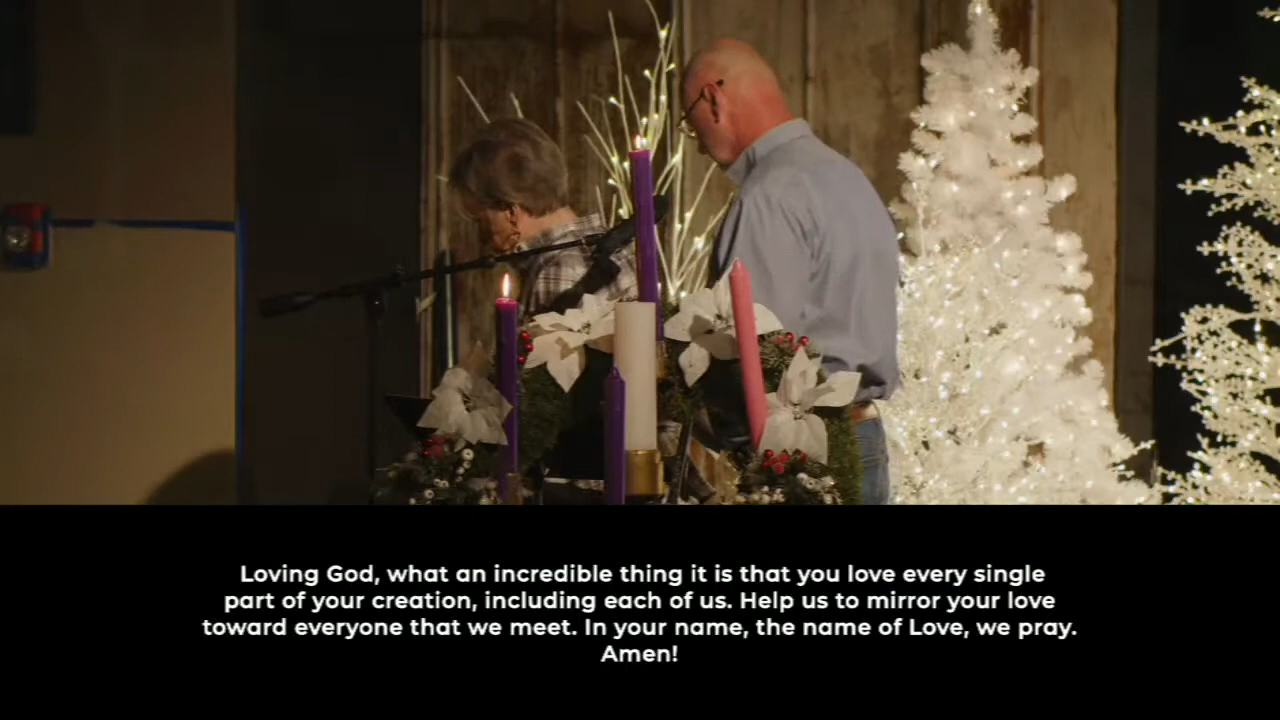 Loving God, what an incredible thing it is that you love every single
part of your creation, including each of us. Help us to mirror your love
toward everyone that we meet. In your name, the name of Love, we pray.
Amen!